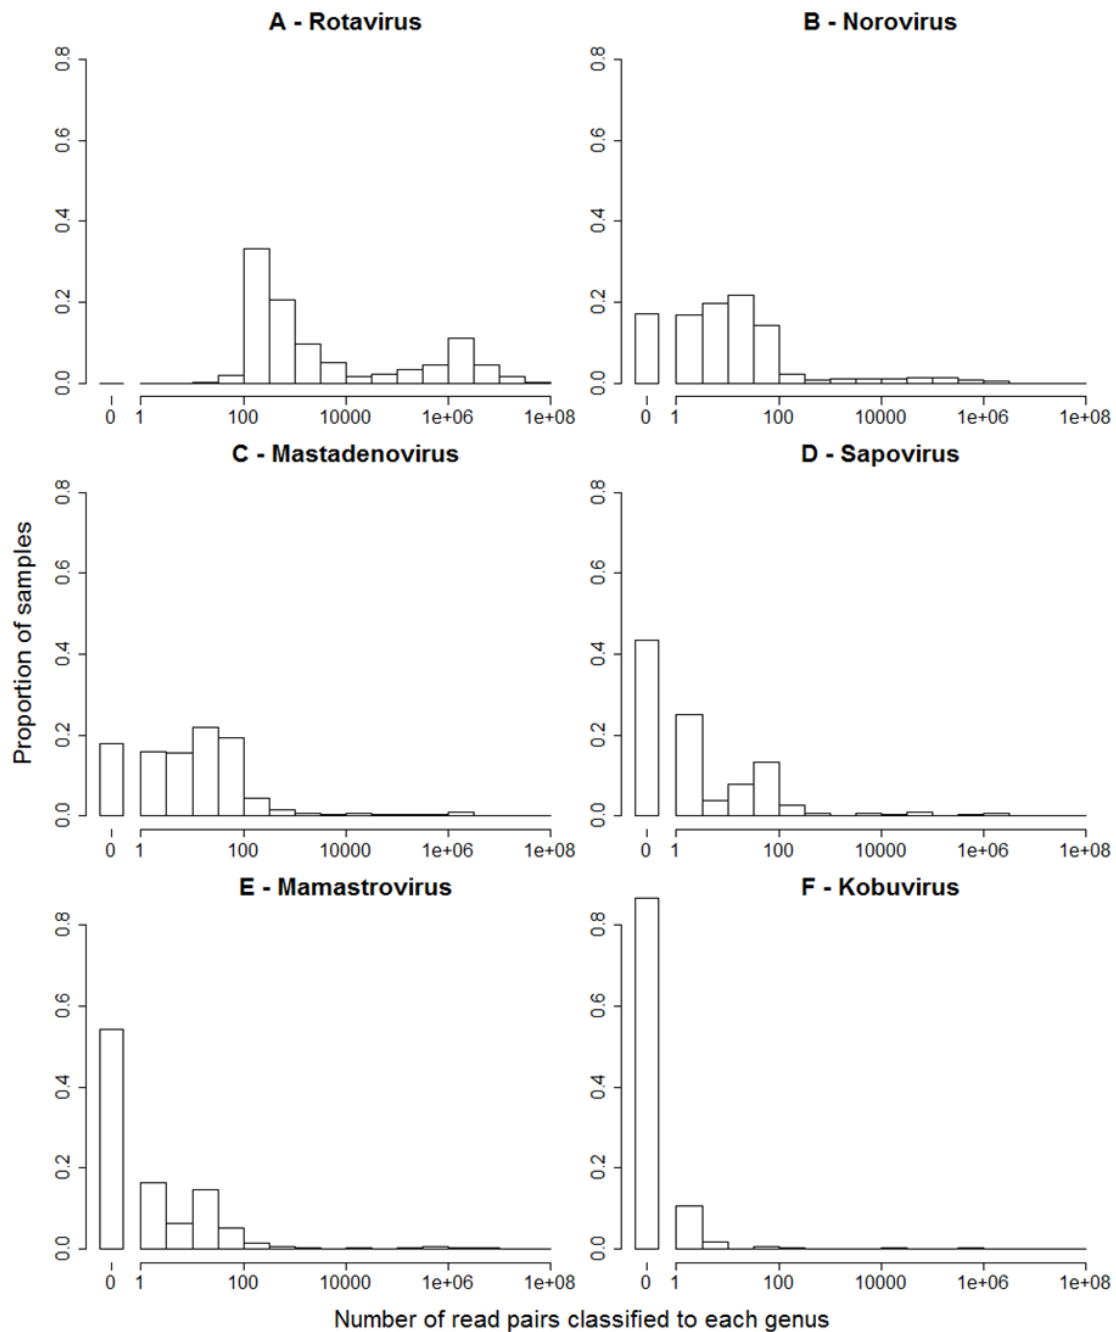 A - Rotavirus
B - Norovirus
0.0 0.2 0.4 0.6 0.8
0 1 100 10000 1e+06 1e+08
0.0 0.2 0.4 0.6 0.8
0 1 100 10000 1e+06 1e+08
C - Mastadenovirus
D - Sapovirus
Proportion of samples
0.0 0.2 0.4 0.6 0.8
0 1 100 10000 1e+06 1e+08
0.0 0.2 0.4 0.6 0.8
0 1 100 10000 1e+06 1e+08
E - Mamastrovirus
F - Kobuvirus
0.0 0.2 0.4 0.6 0.8
0 1 100 10000 1e+06 1e+08
0.0 0.2 0.4 0.6 0.8
0 1 100 10000 1e+06 1e+08
Number of read pairs classified to each genus